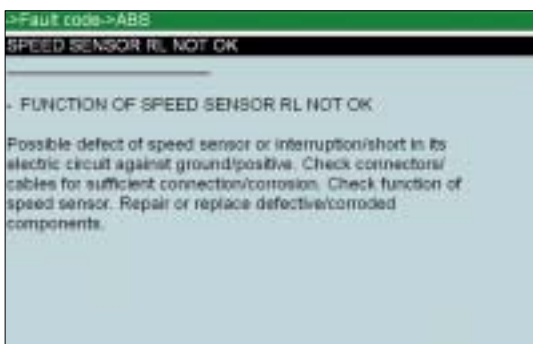 ->Fault code->ABS
SPEED SENSOR RL NOT OK
- FUNCTION OF SPEED SENSOR RL NOT OK
Possible defect of speed sensor or interruption/short in its
electric circuit against ground/positive. Check connectors/
cables for sufficient connection/corrosion. Check function of
speed sensor. Repair or replace defective/corroded
components.